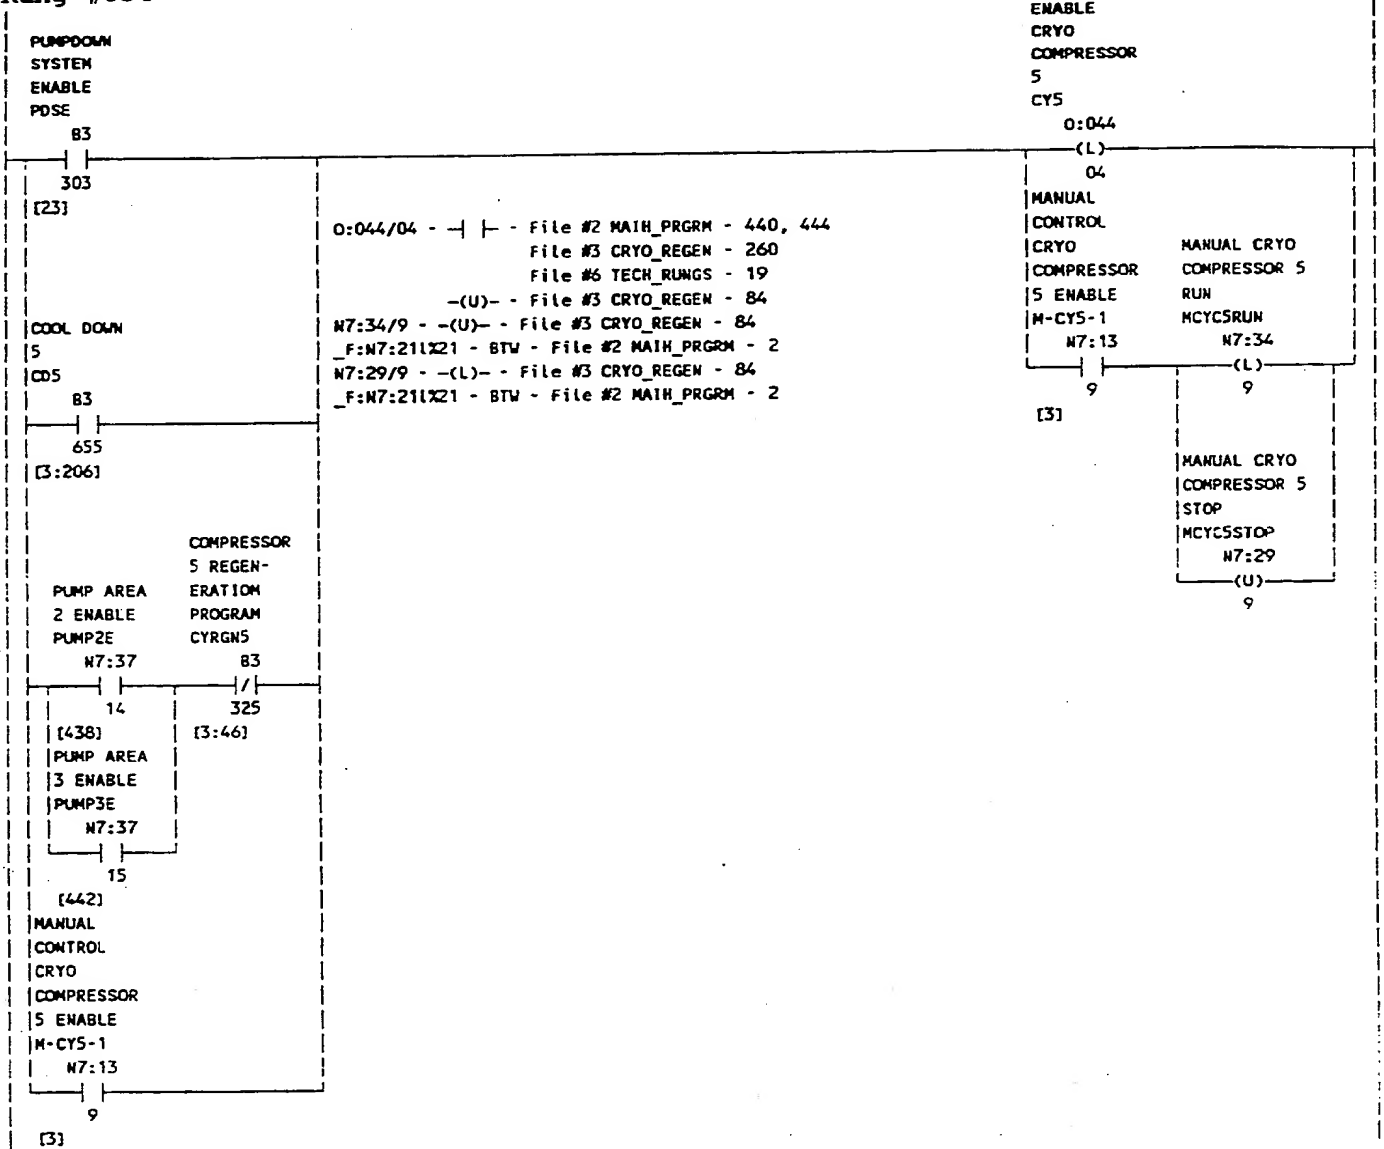 ENABLE
CRYO
COMPRESSOR
5
CY5
O:044
(L)
04
PUMPDOWN
SYSTEM
ENABLE
PDSE
B3
303
[23]
O:044/04 - ⊣ ⊢ - File #2 MAIN_PRGRM - 440, 444
File #3 CRYO_REGEN - 260
File #6 TECH_RUNGS - 19
-(U)- - File #3 CRYO_REGEN - 84
N7:34/9 - -(U)- - File #3 CRYO_REGEN - 84
_F:N7:211%21 - BTW - File #2 MAIN_PRGRM - 2
N7:29/9 - -(L)- - File #3 CRYO_REGEN - 84
_F:N7:211%21 - BTW - File #2 MAIN_PRGRM - 2
MANUAL
CONTROL
CRYO
COMPRESSOR
5 ENABLE
M-CY5-1
N7:13
9
[3]
MANUAL CRYO
COMPRESSOR 5
RUN
MCYC5RUN
N7:34
(L)
9
MANUAL CRYO
COMPRESSOR 5
STOP
MCYC5STOP
N7:29
(U)
9
COOL DOWN
5
CD5
B3
655
[3:206]
PUMP AREA
2 ENABLE
PUMP2E
N7:37
14
[438]
COMPRESSOR
5 REGEN-
ERATION
PROGRAM
CYRGN5
B3
/
325
[3:46]
PUMP AREA
3 ENABLE
PUMP3E
N7:37
15
[442]
MANUAL
CONTROL
CRYO
COMPRESSOR
5 ENABLE
M-CY5-1
N7:13
9
[3]